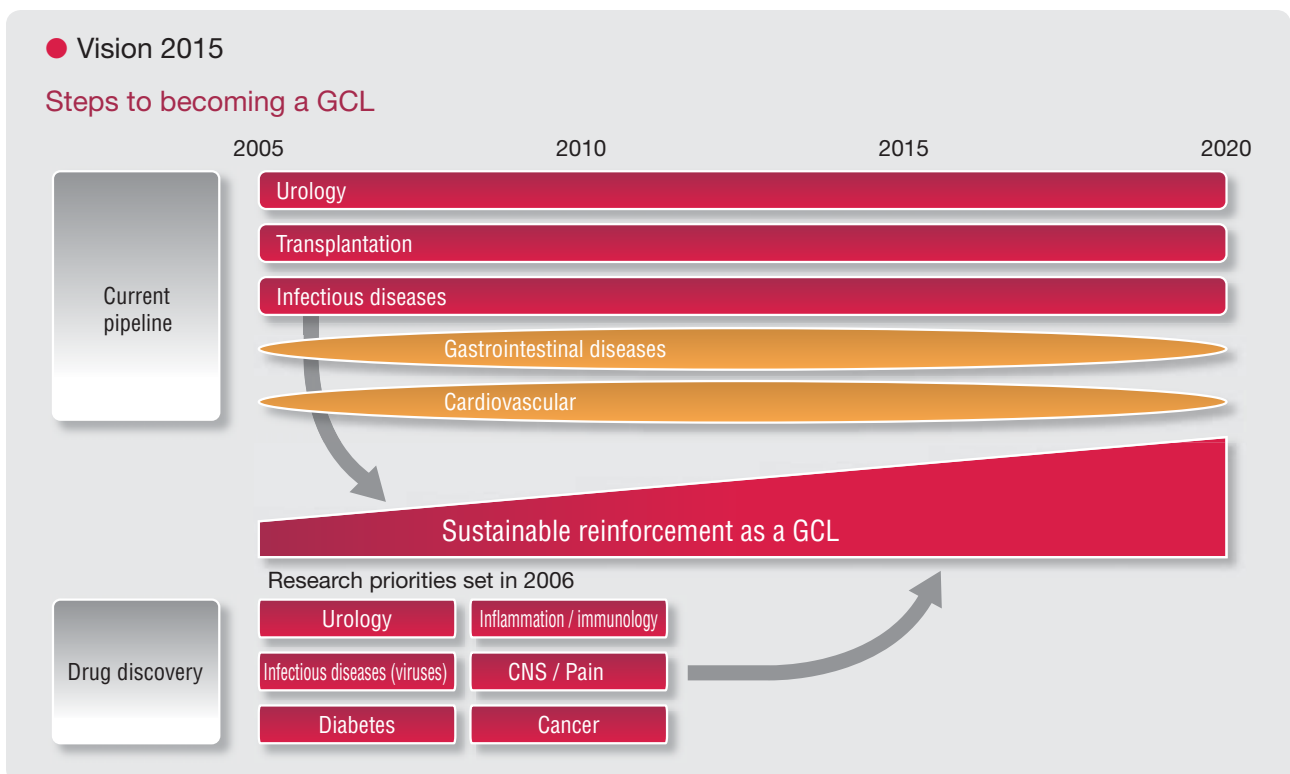 Vision 2015
Steps to becoming a GCL
2005 2010 2015 2020
Current
pipeline
Urology
Transplantation
Infectious diseases
Gastrointestinal diseases
Cardiovascular
Sustainable reinforcement as a GCL
Research priorities set in 2006
Drug discovery
Urology
Inflammation / immunology
Infectious diseases (viruses)
CNS / Pain
Diabetes
Cancer